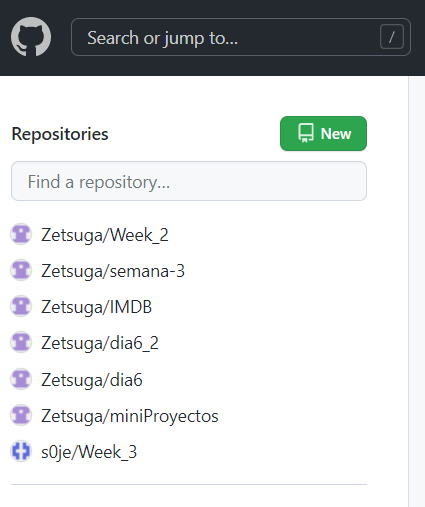 Search or jump to...
/
Repositories
New
Find a repository...
Zetsuga/Week_2
Zetsuga/semana-3
Zetsuga/IMDB
Zetsuga/dia6_2
Zetsuga/dia6
Zetsuga/miniProyectos
s0je/Week_3